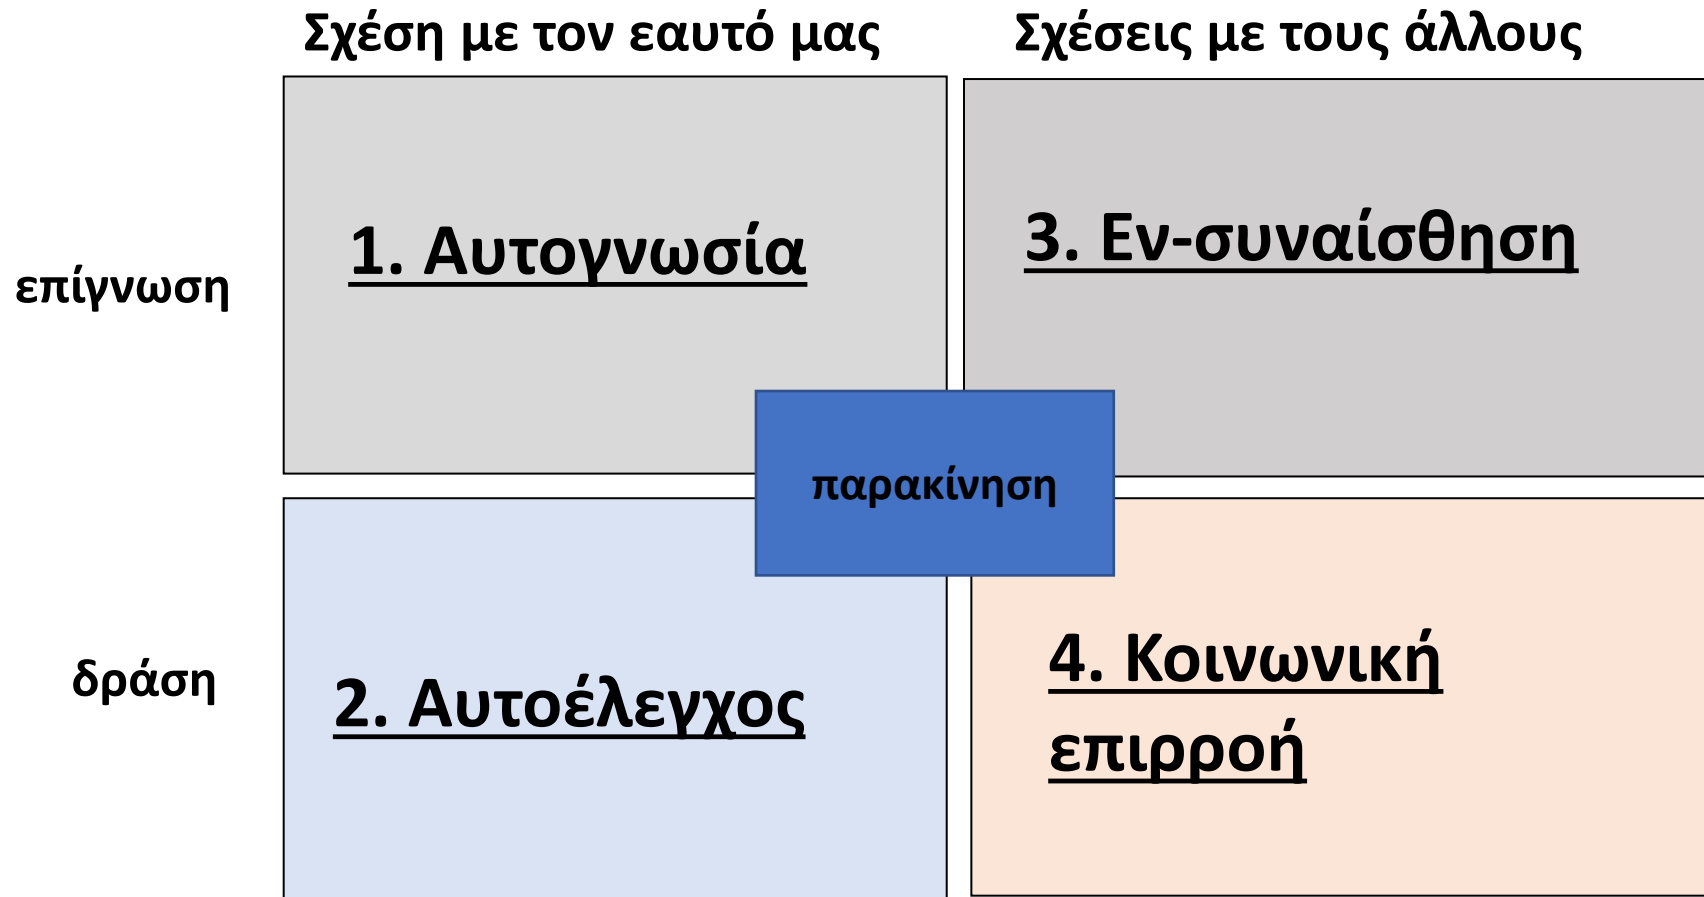 Σχέση με τον εαυτό μας
Σχέσεις με τους άλλους
επίγνωση
1. Αυτογνωσία
3. Εν-συναίσθηση
παρακίνηση
δράση
2. Αυτοέλεγχος
4. Κοινωνική
επιρροή